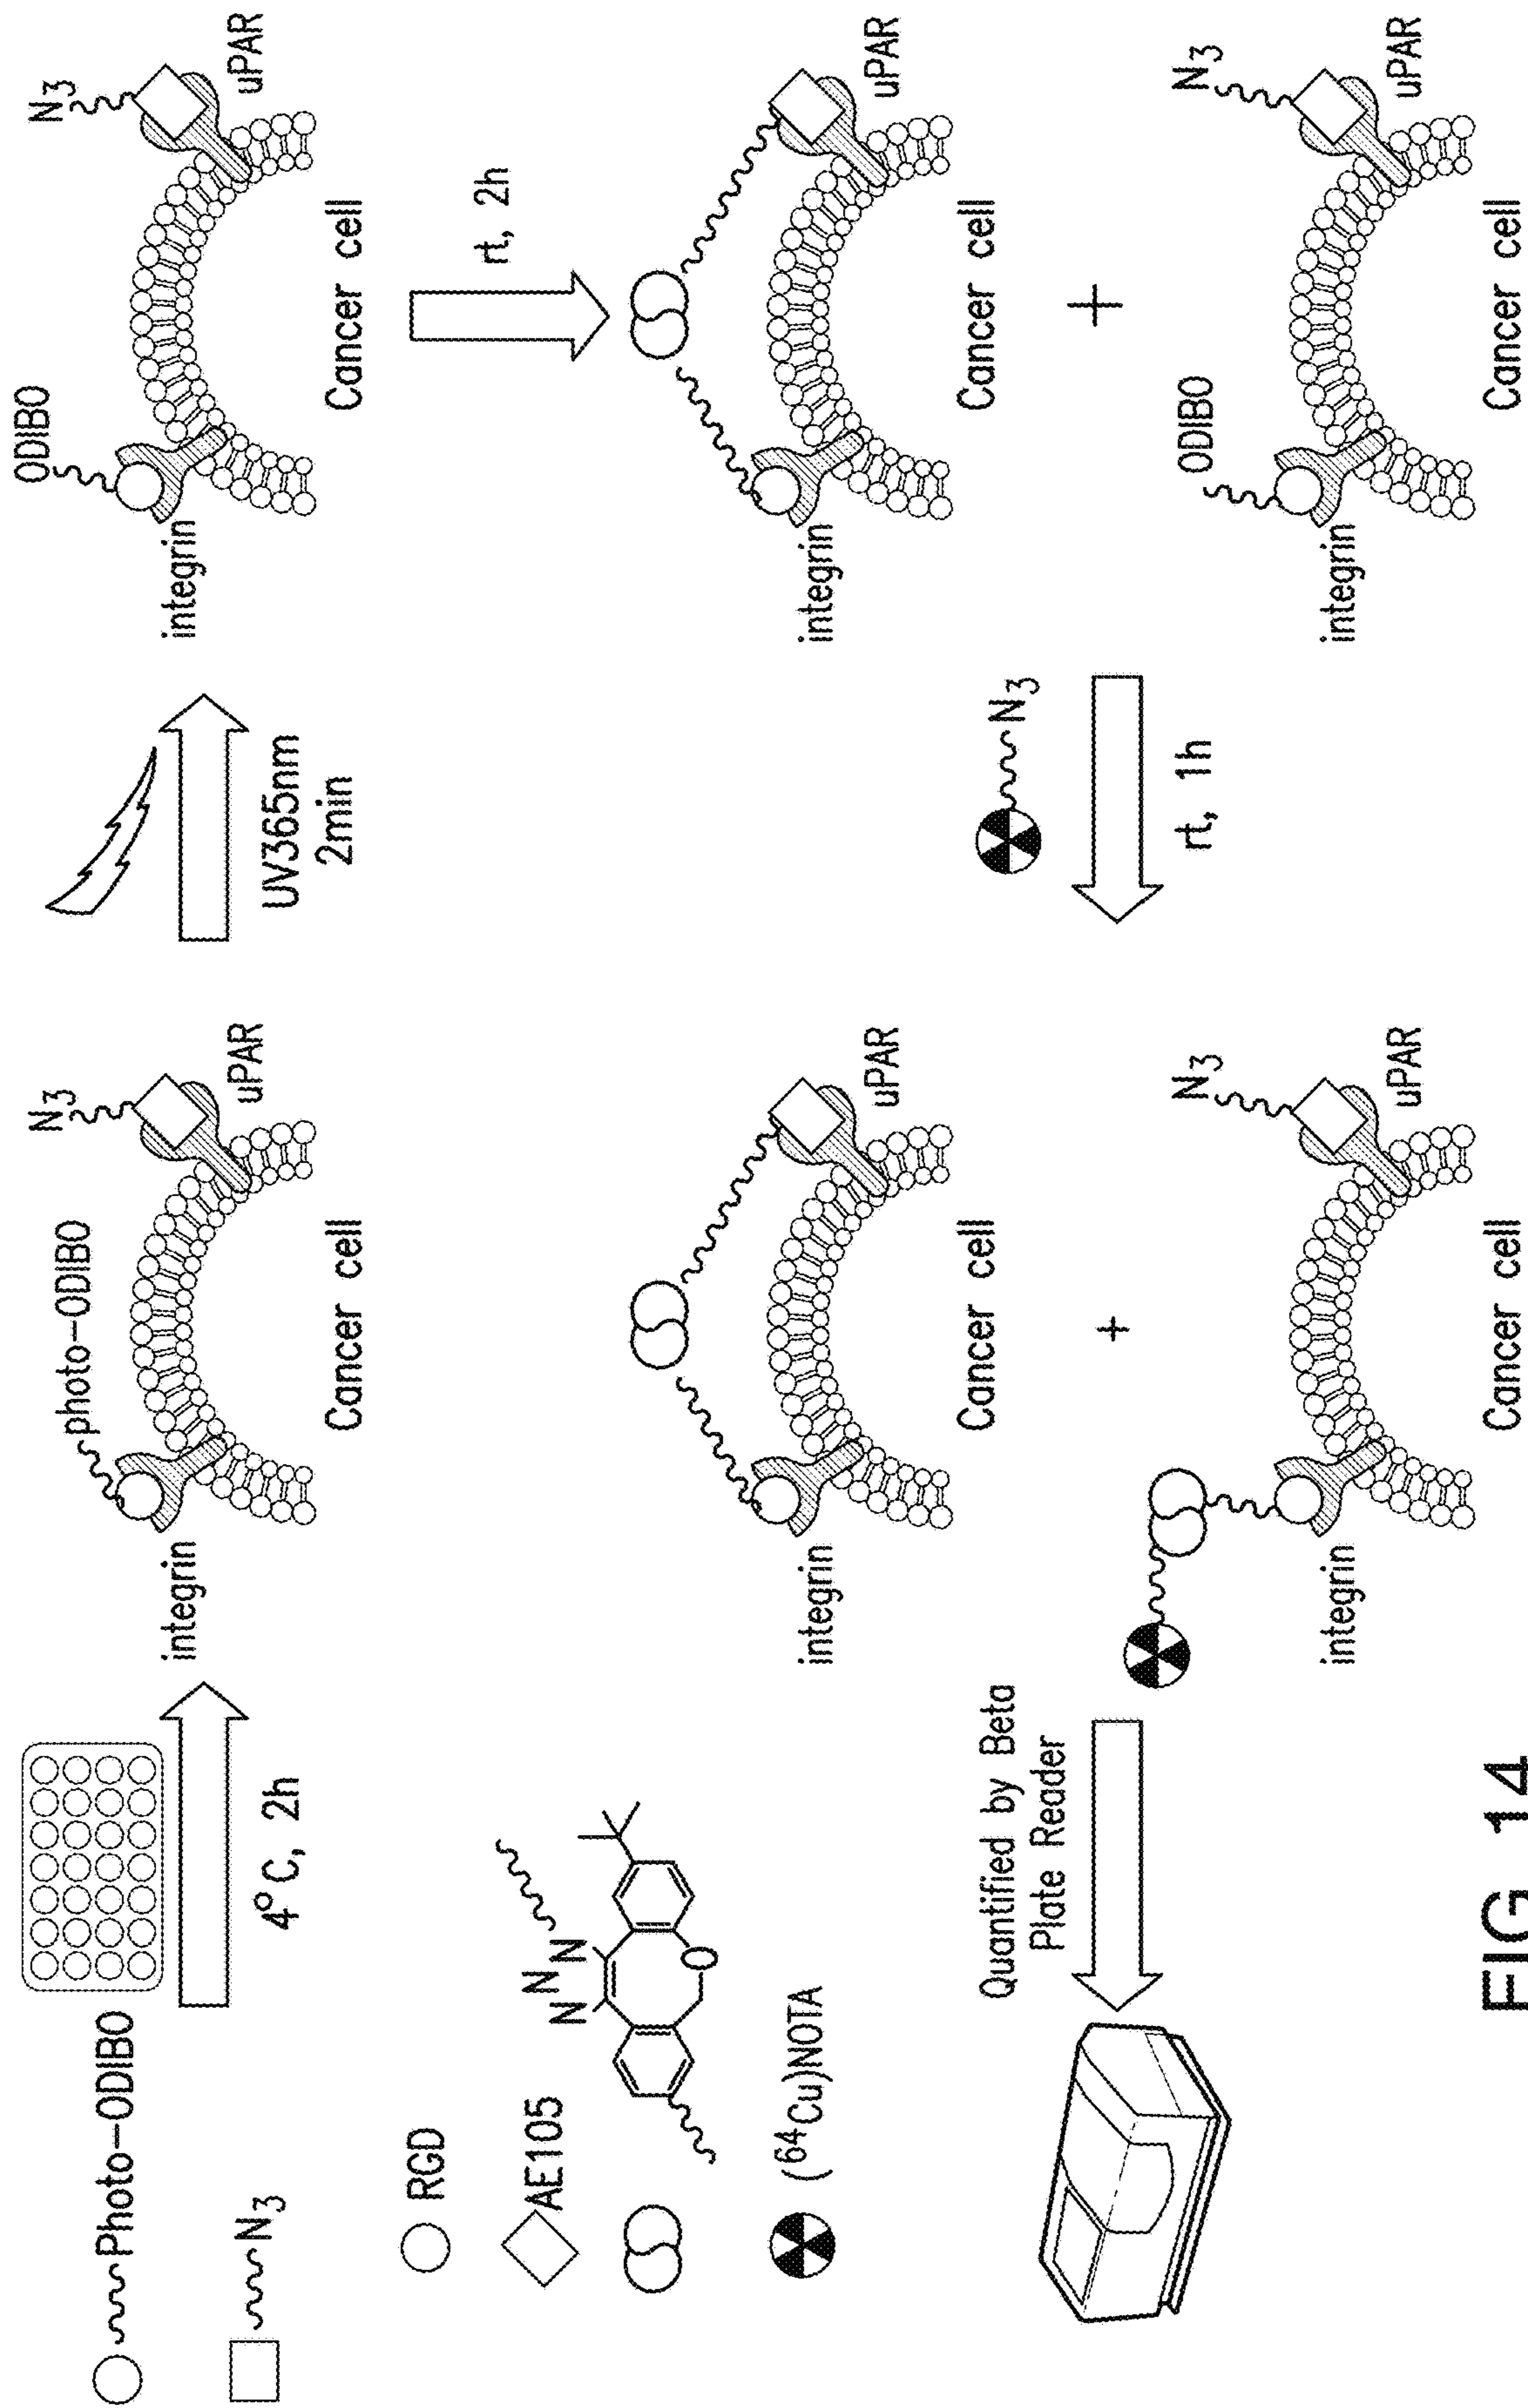 Photo-ODIBO
N3
4°C, 2h
photo-ODIBO
N3
integrin
uPAR
Cancer cell
UV365nm
2min
ODIBO
N3
integrin
uPAR
Cancer cell
rt, 2h
RGD
AE105
N N N
O
(64Cu)NOTA
integrin
uPAR
Cancer cell
+
integrin
uPAR
Cancer cell
+
N3
rt, 1h
ODIBO
N3
integrin
uPAR
Cancer cell
Quantified by Beta
Plate Reader
N3
integrin
uPAR
Cancer cell
FIG. 14